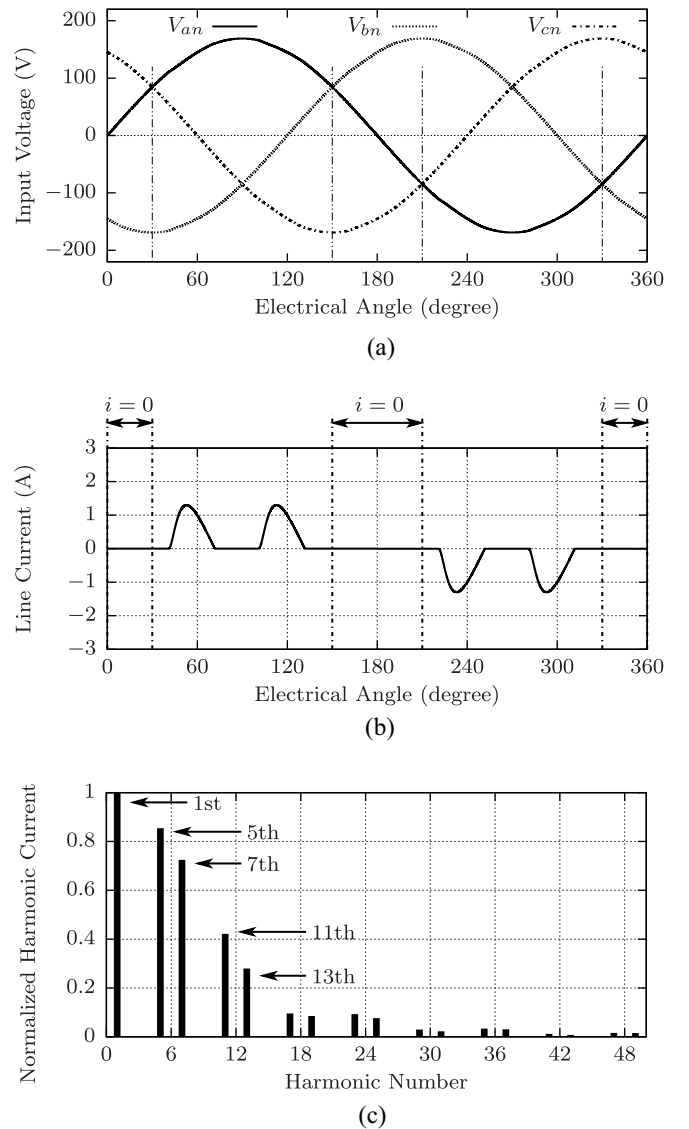 200
100
0
−100
−200
Input Voltage (V)
Van
Vbn
Vcn
0 60 120 180 240 300 360
Electrical Angle (degree)
(a)
i = 0 i = 0 i = 0
3
2
1
0
−1
−2
−3
Line Current (A)
0 60 120 180 240 300 360
Electrical Angle (degree)
(b)
1
0.8
0.6
0.4
0.2
0
Normalized Harmonic Current
1st
5th
7th
11th
13th
0 6 12 18 24 30 36 42 48
Harmonic Number
(c)